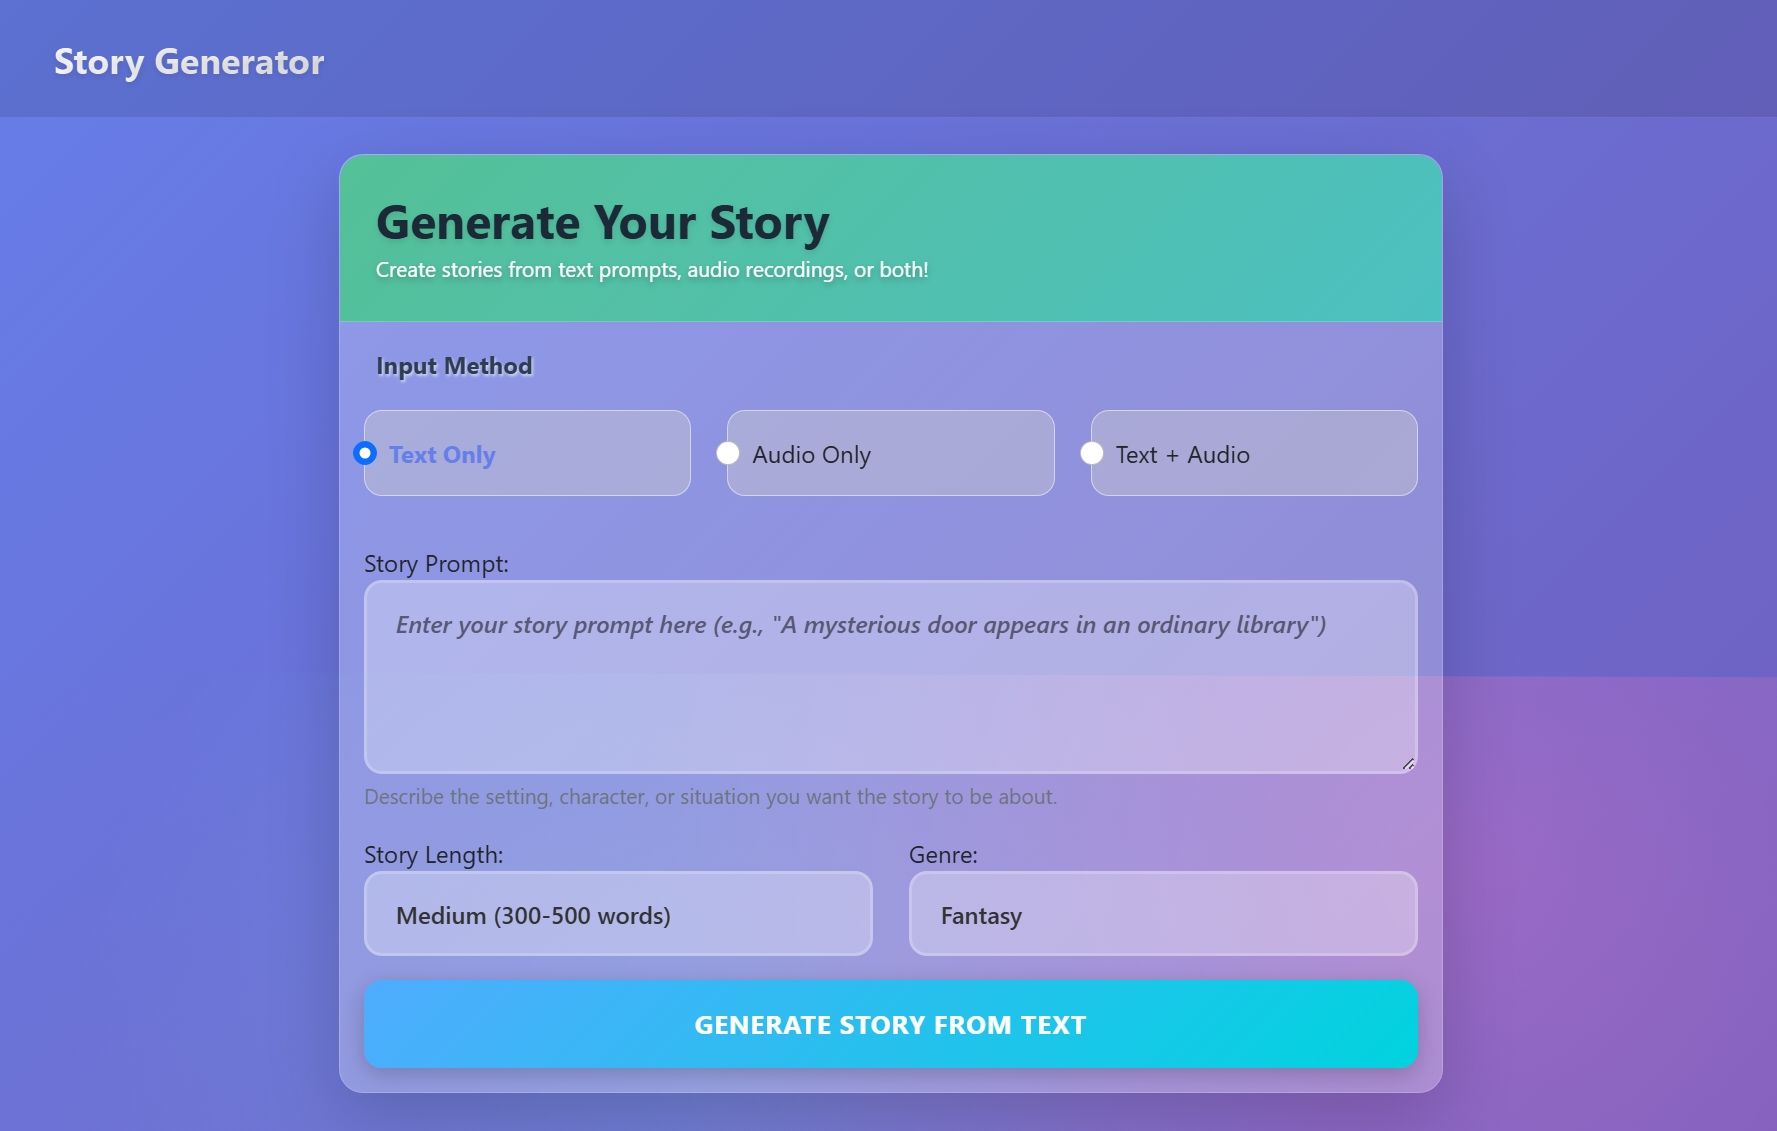 Story Generator
Generate Your Story
Create stories from text prompts, audio recordings, or both!
Input Method
Text Only
Audio Only
Text + Audio
Story Prompt:
Enter your story prompt here (e.g., "A mysterious door appears in an ordinary library")
Describe the setting, character, or situation you want the story to be about.
Story Length:
Genre:
Medium (300-500 words)
Fantasy
GENERATE STORY FROM TEXT